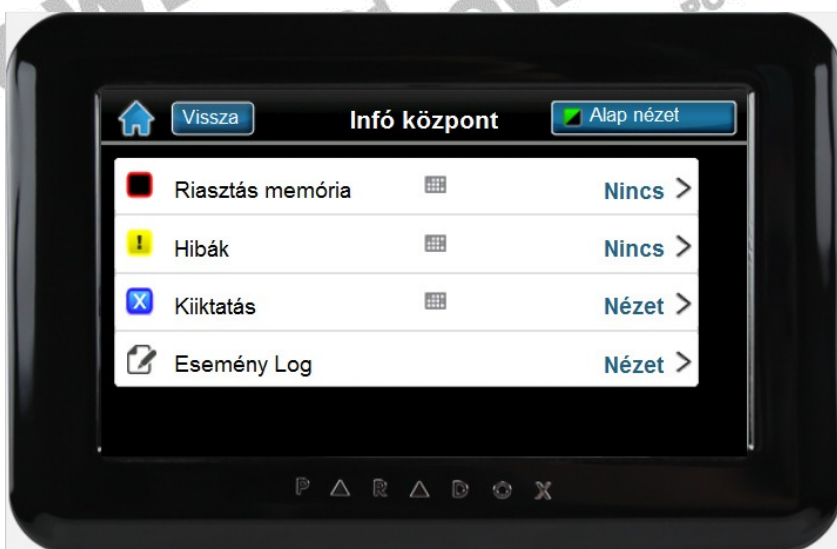 Vissza
Infó központ
Alap nézet
Riasztás memória
Nincs >
Hibák
Nincs >
Kiiktatás
Nézet >
Esemény Log
Nézet >
PARADOX